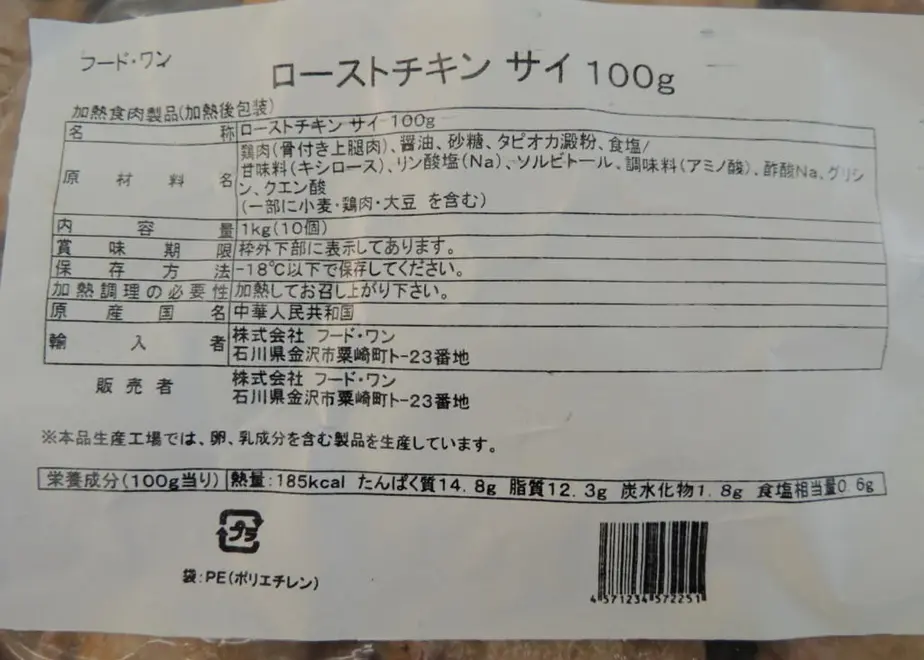 フード・ワン
ローストチキン サイ 100g
加熱食肉製品(加熱後包装)
名称 ローストチキン サイ 100g
原材料名 鶏肉(骨付き上腿肉)、醤油、砂糖、タピオカ澱粉、食塩/
甘味料(キシロース)、リン酸塩(Na)、ソルビトール、調味料(アミノ酸)、酢酸Na、グリシ
ン、クエン酸
(一部に小麦・鶏肉・大豆 を含む)
内容量 1kg(10個)
賞味期限 枠外下部に表示してあります。
保存方法 -18℃以下で保存してください。
加熱調理の必要性 加熱してお召し上がり下さい。
原産国名 中華人民共和国
輸入者 株式会社 フード・ワン
石川県金沢市粟崎町ト-23番地
販売者 株式会社 フード・ワン
石川県金沢市粟崎町ト-23番地
※本品生産工場では、卵、乳成分を含む製品を生産しています。
栄養成分(100g当り) 熱量:185kcal たんぱく質14.8g 脂質12.3g 炭水化物1.8g 食塩相当量0.6g
プラ
袋:PE(ポリエチレン)
4 571234 572251